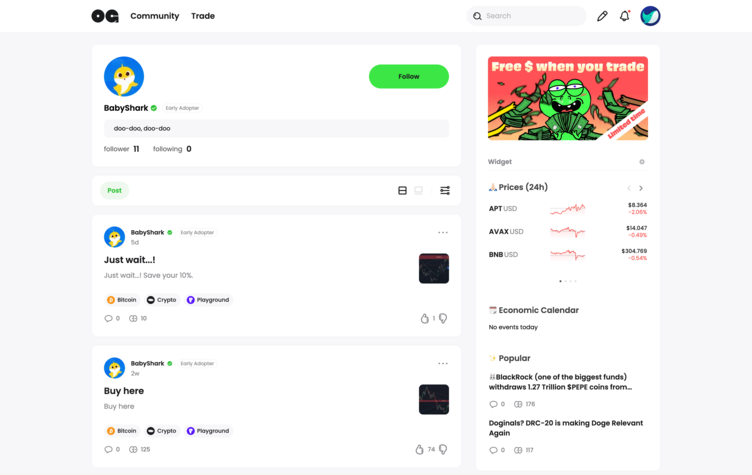 OG Community Trade
Search
BabyShark Early Adopter
Follow
doo-doo, doo-doo
follower 11 following 0
Post
BabyShark Early Adopter
5d
Just wait...!
Just wait...! Save your 10%.
Bitcoin Crypto Playground
0 10 1
BabyShark Early Adopter
2w
Buy here
Buy here
Bitcoin Crypto Playground
0 125 74
Free $ when you trade
Limited time
Widget
Prices (24h)
APT USD $8.364
-2.06%
AVAX USD $14.047
-0.49%
BNB USD $304.769
-0.54%
Economic Calendar
No events today
Popular
BlackRock (one of the biggest funds)
withdraws 1.27 Trillion $PEPE coins from...
0 176
Doginals? DRC-20 is making Doge Relevant
Again
0 117